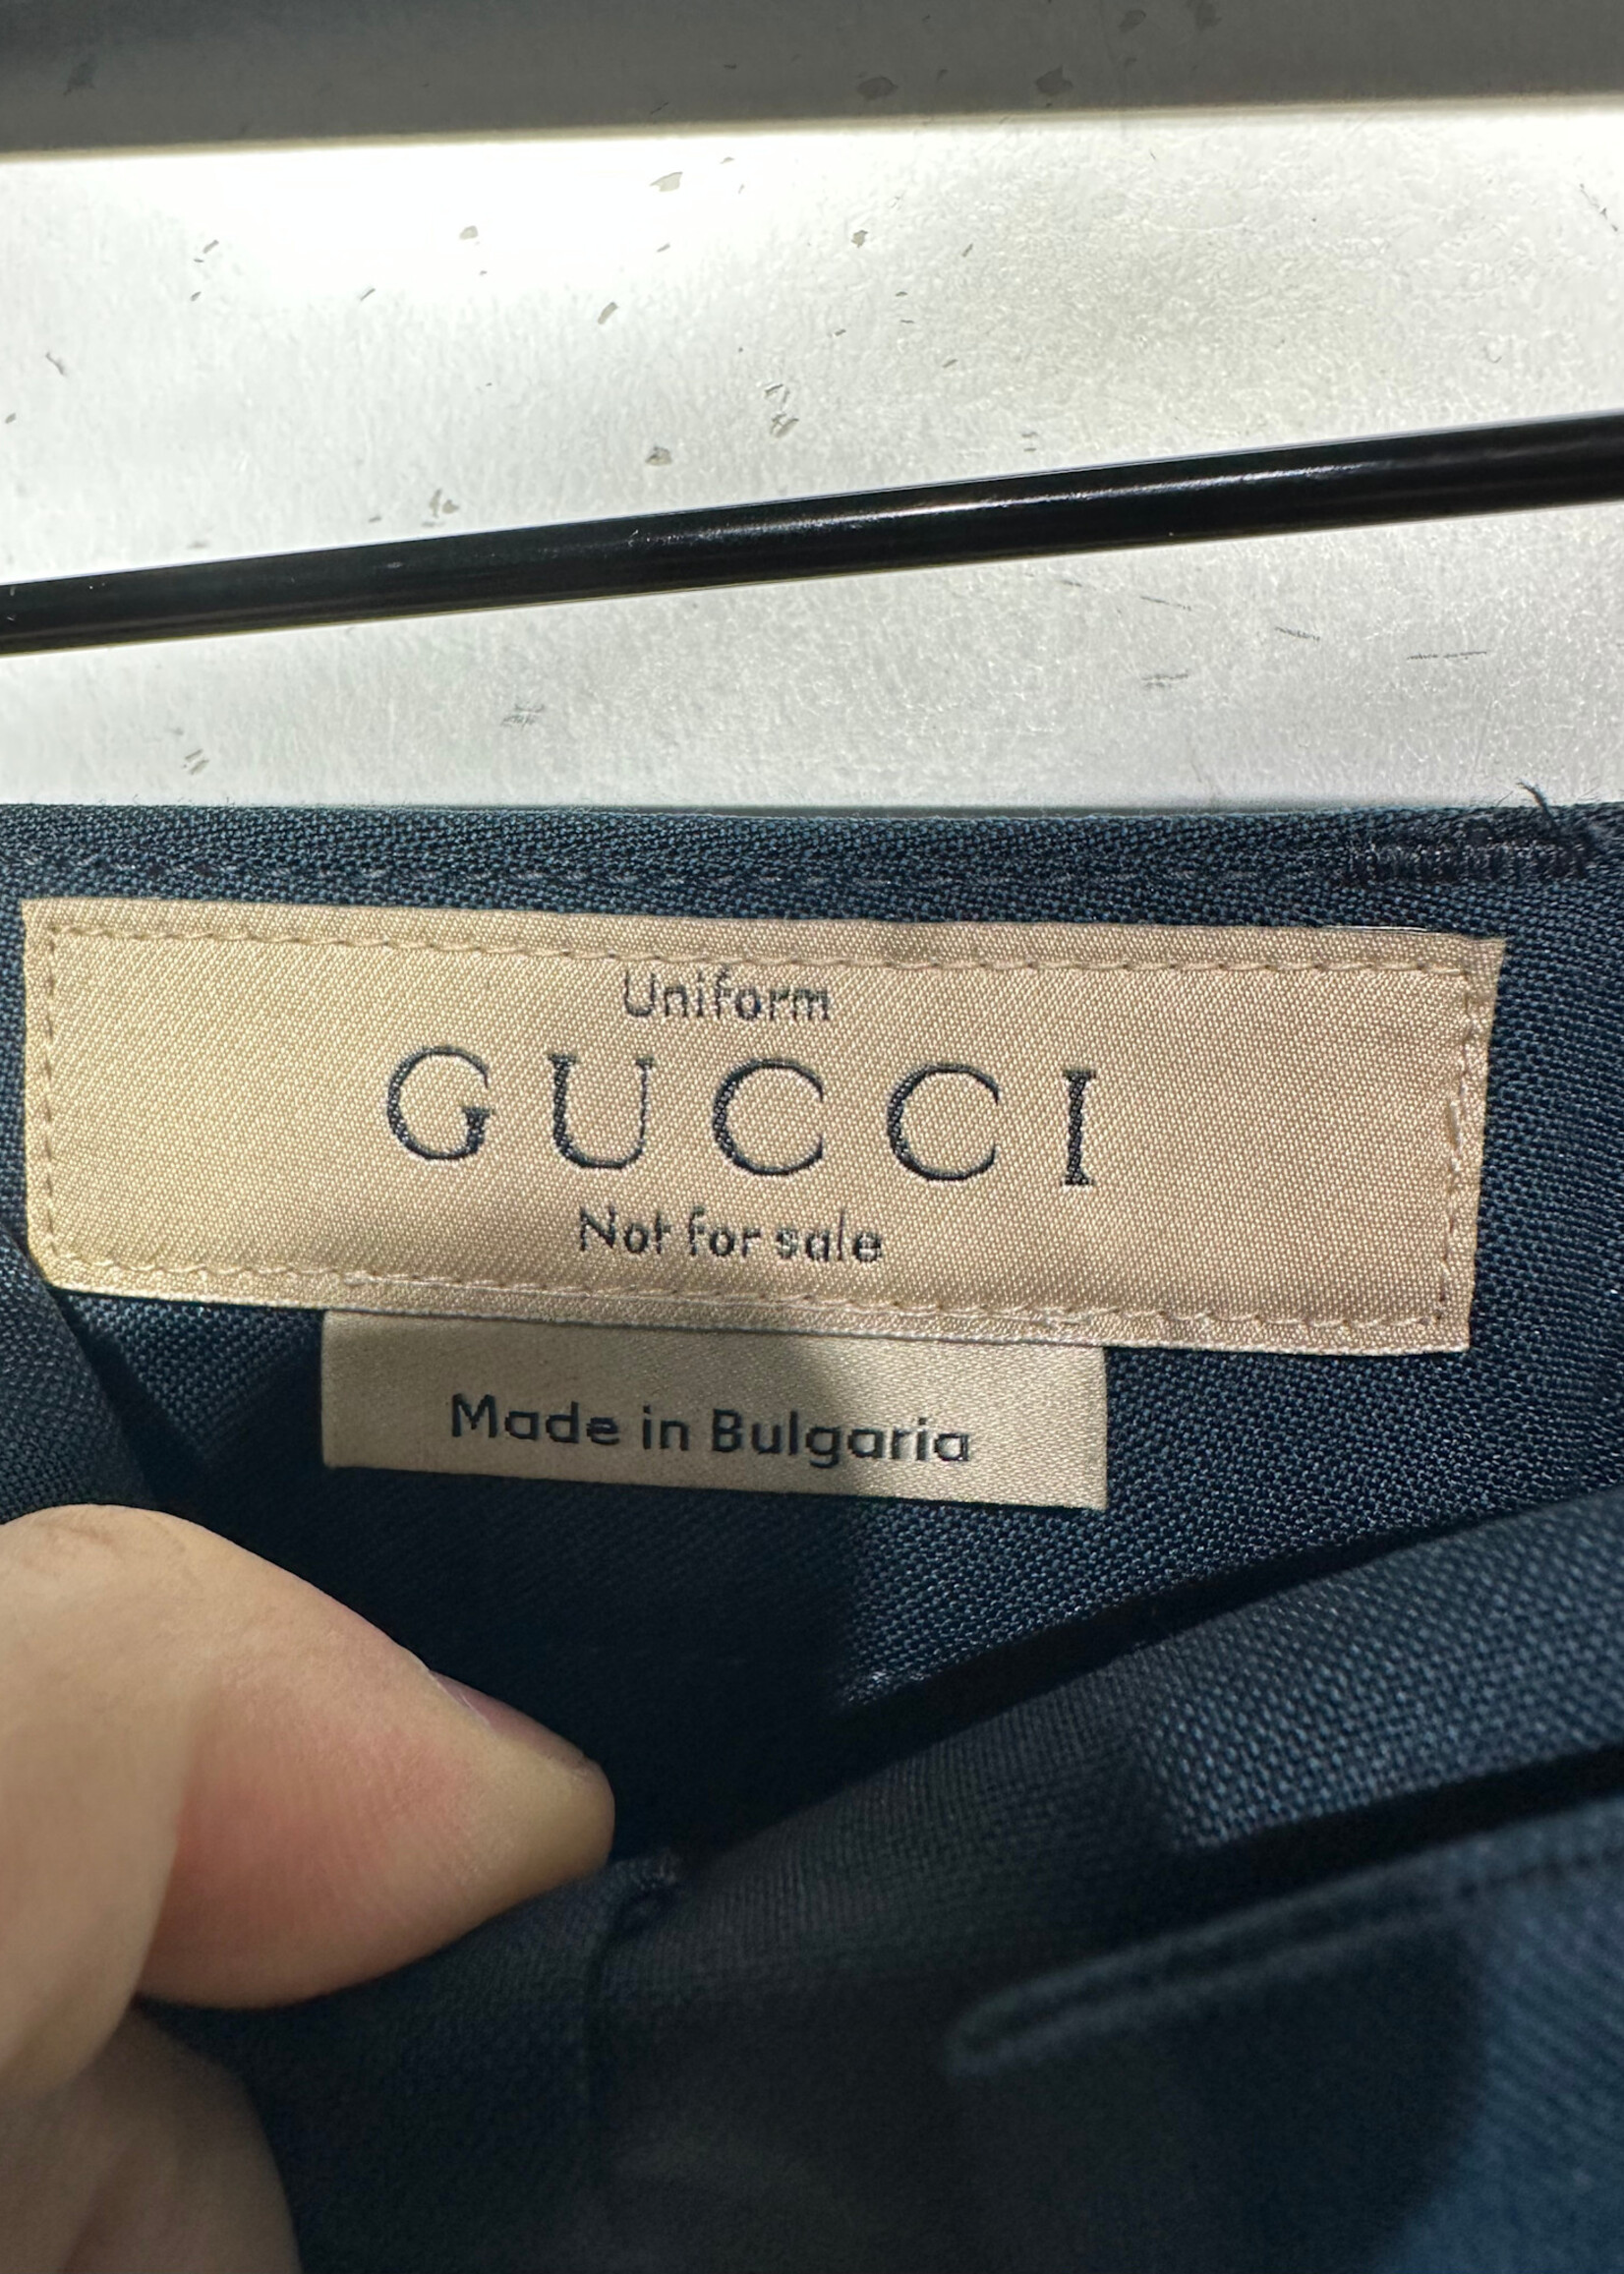 Uniform
GUCCI
Not for sale
Made in Bulgaria